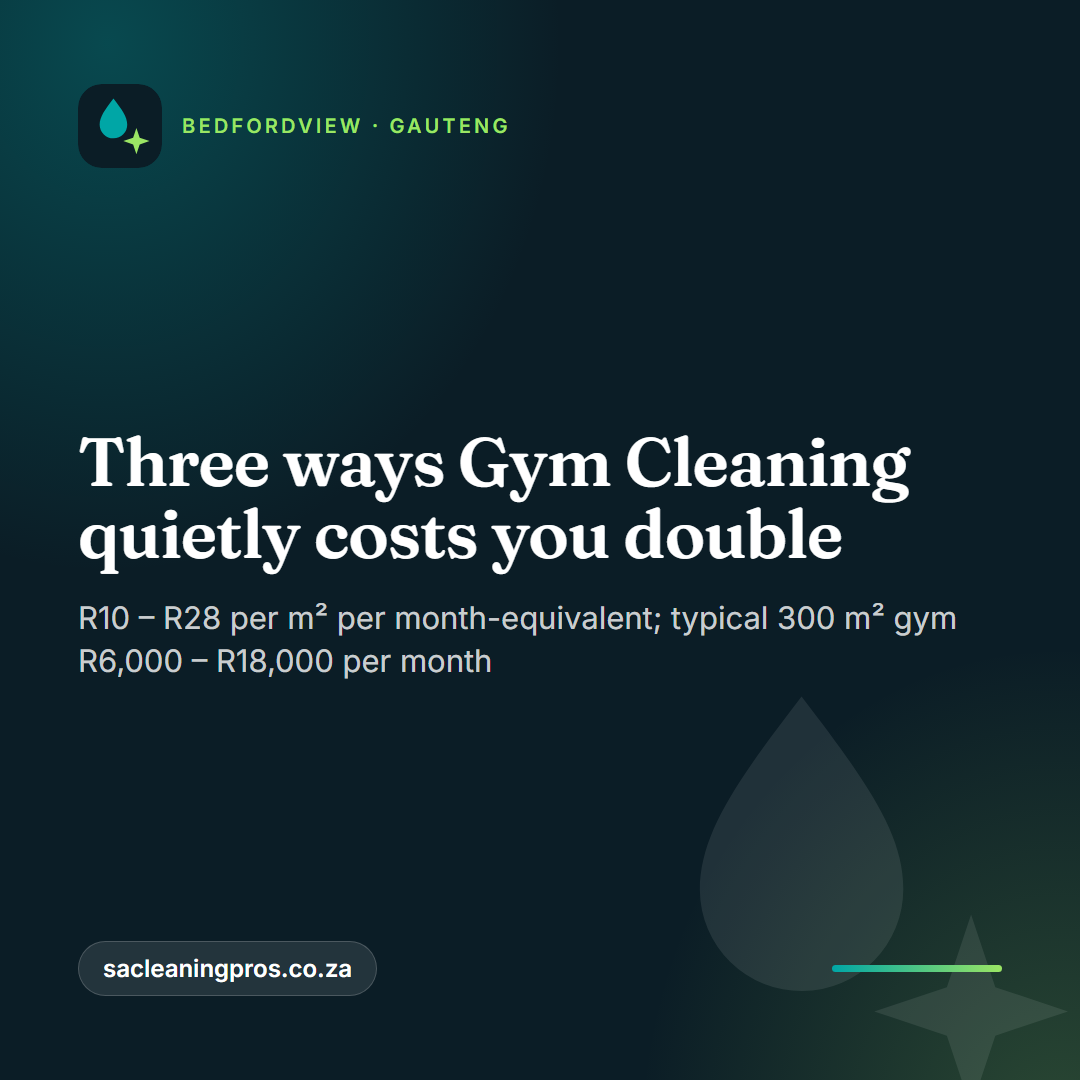 BEDFORDVIEW · GAUTENG
Three ways Gym Cleaning
quietly costs you double
R10 – R28 per m² per month-equivalent; typical 300 m² gym
R6,000 – R18,000 per month
sacleaningpros.co.za